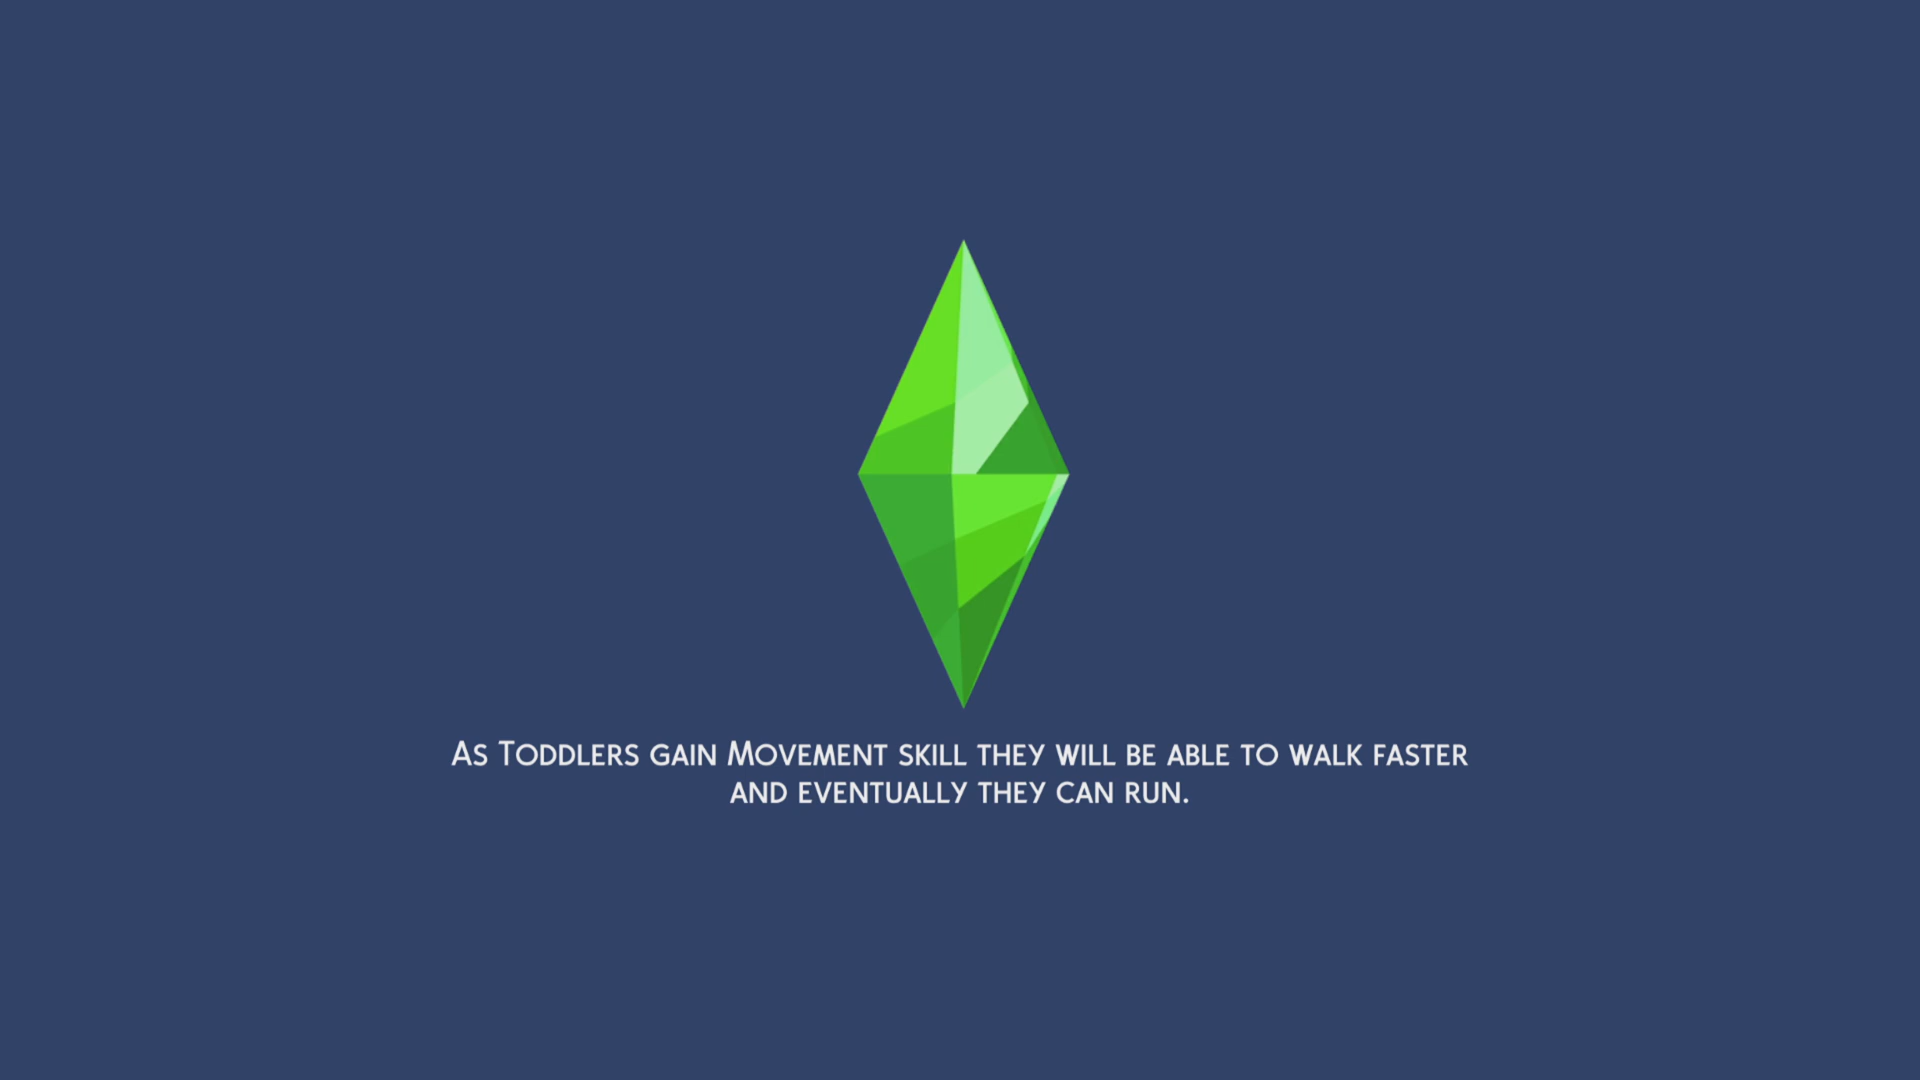 As Toddlers gain Movement skill they will be able to walk faster
and eventually they can run.